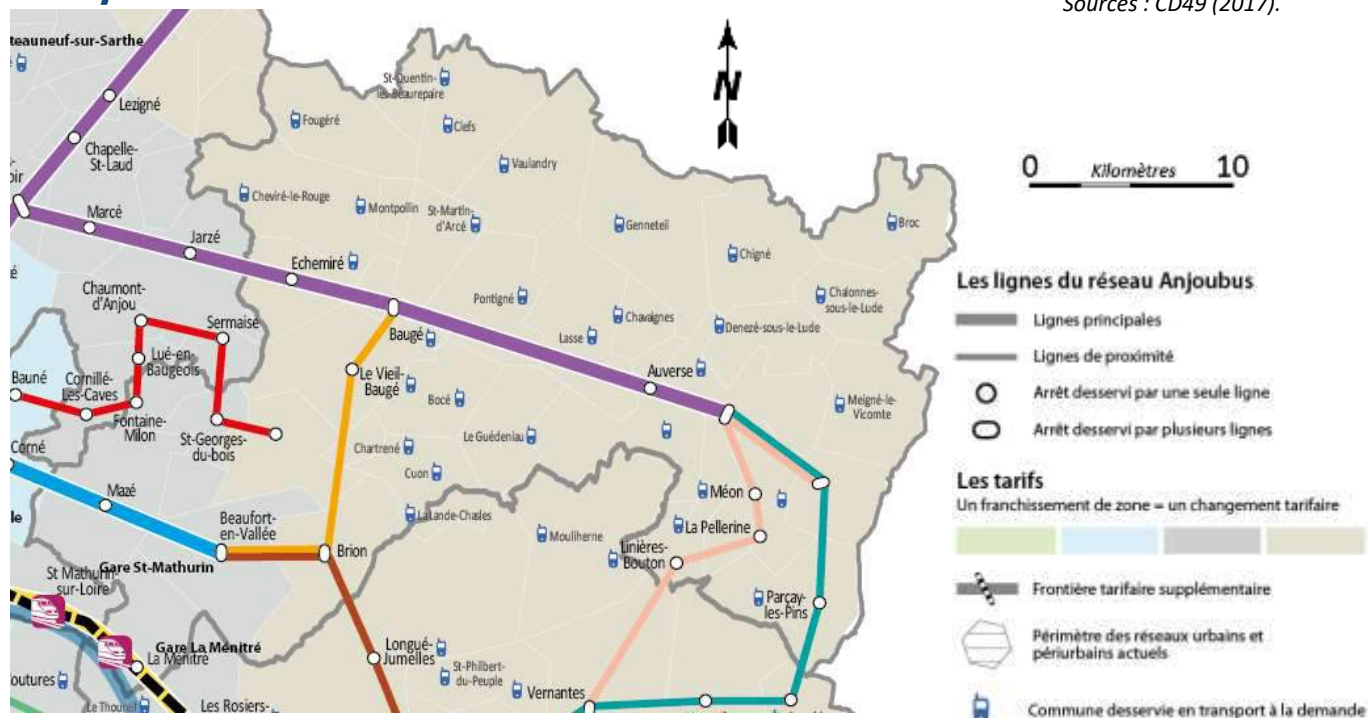 Sources : CD49 (2017).
teauneuf-sur-Sarthe
Lezigné
Chapelle-
St-Laud
oir
Marcé
Jarzé
Echemiré
Chaumont-
d'Anjou
Sermaise
Lué-en-
Baugeois
Bauné
Cornillé-
Les-Caves
Fontaine-
Milon
St-Georges-
du-bois
Corné
Mazé
Beaufort-
en-Vallée
Brion
Gare St-Mathurin
St Mathurin-
sur-Loire
Gare La Ménitré
La Ménitré
outures
Le Thoureil
Les Rosiers-
St-Quentin-
lès-Beaurepaire
Fougéré
Clefs
Vaulandry
Cheviré-le-Rouge
Montpollin
St-Martin-
d'Arcé
Genneteil
Chigné
Broc
Pontigné
Chavaignes
Chalonnes-
sous-le-Lude
Denezé-sous-le-Lude
Lasse
Baugé
Le Vieil-
Baugé
Bocé
Auverse
Meigné-le-
Vicomte
Le Guédeniau
Chartrené
Cuon
La Lande-Chasles
Mouliherne
Méon
La Pellerine
Linières-
Bouton
Parçay-
les-Pins
Longué-
Jumelles
St-Philbert-
du-Peuple
Vernantes
N
0 Kilomètres 10
Les lignes du réseau Anjoubus
Lignes principales
Lignes de proximité
Arrêt desservi par une seule ligne
Arrêt desservi par plusieurs lignes
Les tarifs
Un franchissement de zone = un changement tarifaire
Frontière tarifaire supplémentaire
Périmètre des réseaux urbains et
périurbains actuels
Commune desservie en transport à la demande